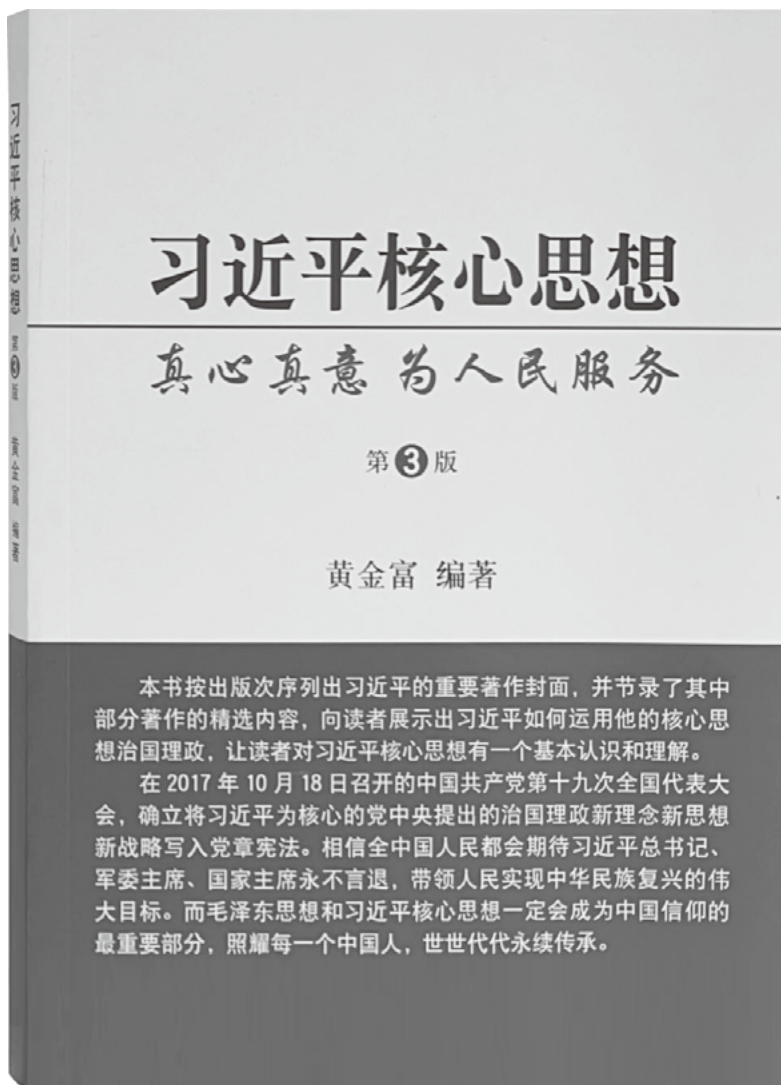 习近平核心思想 第3版 黄金富 编著
习近平核心思想
真心真意 为人民服务
第3版
黄金富 编著
本书按出版次序列出习近平的重要著作封面，并节录了其中
部分著作的精选内容，向读者展示出习近平如何运用他的核心思
想治国理政，让读者对习近平核心思想有一个基本认识和理解。
在 2017 年 10 月 18 日召开的中国共产党第十九次全国代表大
会，确立将习近平为核心的党中央提出的治国理政新理念新思想
新战略写入党章宪法。相信全中国人民都会期待习近平总书记、
军委主席、国家主席永不言退，带领人民实现中华民族复兴的伟
大目标。而毛泽东思想和习近平核心思想一定会成为中国信仰的
最重要部分，照耀每一个中国人，世世代代永续传承。